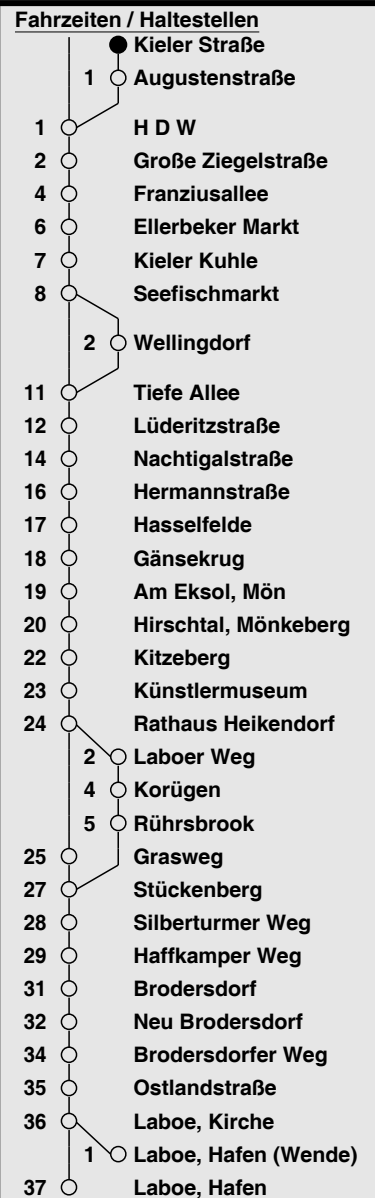 Fahrzeiten / Haltestellen
Kieler Straße
1 Augustenstraße
1 H D W
2 Große Ziegelstraße
4 Franziusallee
6 Ellerbeker Markt
7 Kieler Kuhle
8 Seefischmarkt
2 Wellingdorf
11 Tiefe Allee
12 Lüderitzstraße
14 Nachtigalstraße
16 Hermannstraße
17 Hasselfelde
18 Gänsekrug
19 Am Eksol, Mön
20 Hirschtal, Mönkeberg
22 Kitzeberg
23 Künstlermuseum
24 Rathaus Heikendorf
2 Laboer Weg
4 Korügen
5 Rührsbrook
25 Grasweg
27 Stückenberg
28 Silberturmer Weg
29 Haffkamper Weg
31 Brodersdorf
32 Neu Brodersdorf
34 Brodersdorfer Weg
35 Ostlandstraße
36 Laboe, Kirche
1 Laboe, Hafen (Wende)
37 Laboe, Hafen